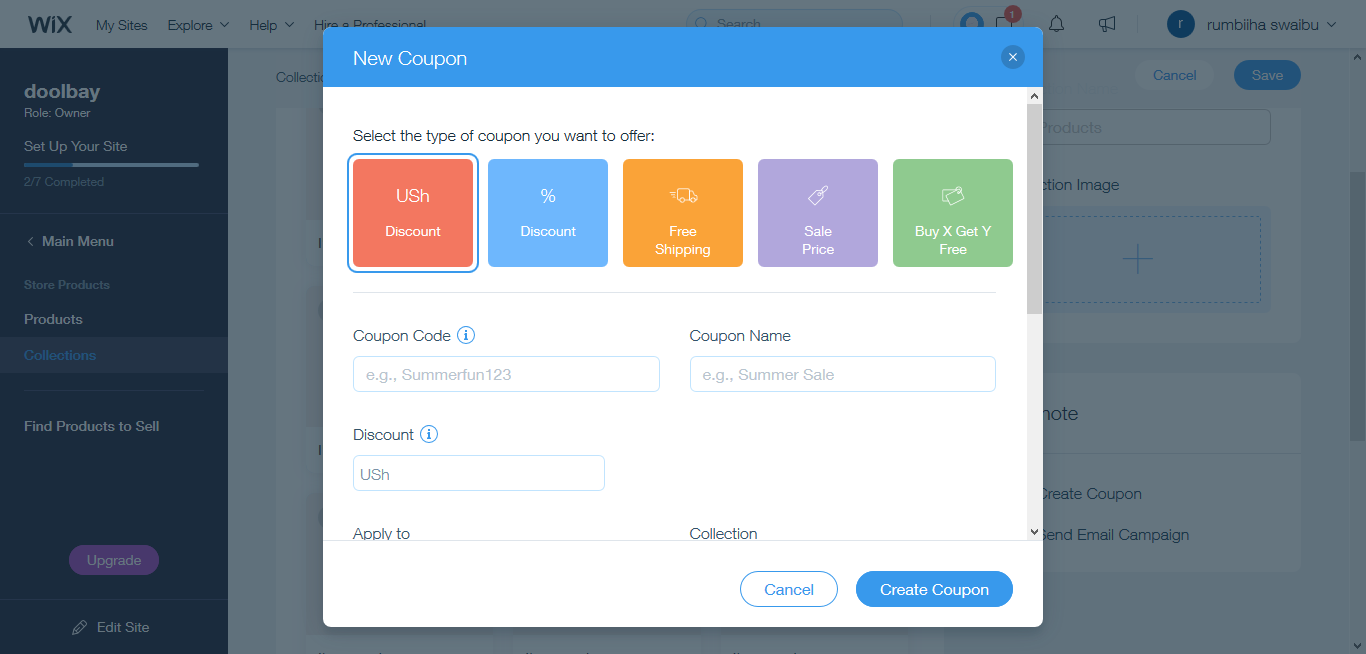 WiX My Sites Explore Help Hire a Professional Search 1 r rumbiiha swaibu
doolbay
Role: Owner
Set Up Your Site
2/7 Completed
Main Menu
Store Products
Products
Collections
Find Products to Sell
Upgrade
Edit Site
Cancel Save
Products
note
Create Coupon
Send Email Campaign
New Coupon
Select the type of coupon you want to offer:
USh
Discount
%
Discount
Free
Shipping
Sale
Price
Buy X Get Y
Free
Coupon Code
Coupon Name
e.g., Summerfun123
e.g., Summer Sale
Discount
USh
Apply to
Collection
Cancel
Create Coupon